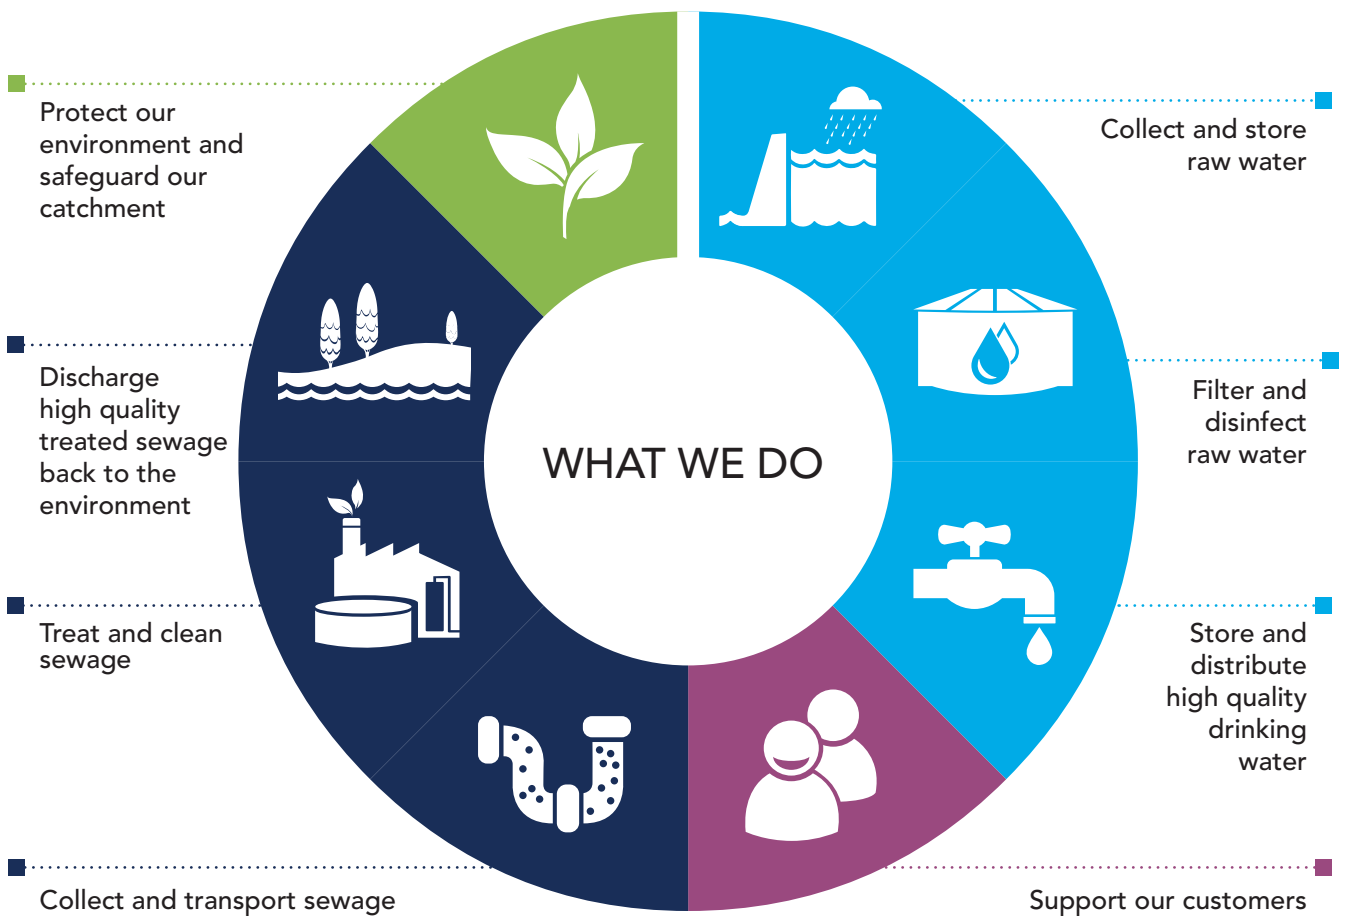 Protect our
environment and
safeguard our
catchment
Collect and store
raw water
Discharge
high quality
treated sewage
back to the
environment
Filter and
disinfect
raw water
WHAT WE DO
Treat and clean
sewage
Store and
distribute
high quality
drinking
water
Collect and transport sewage
Support our customers